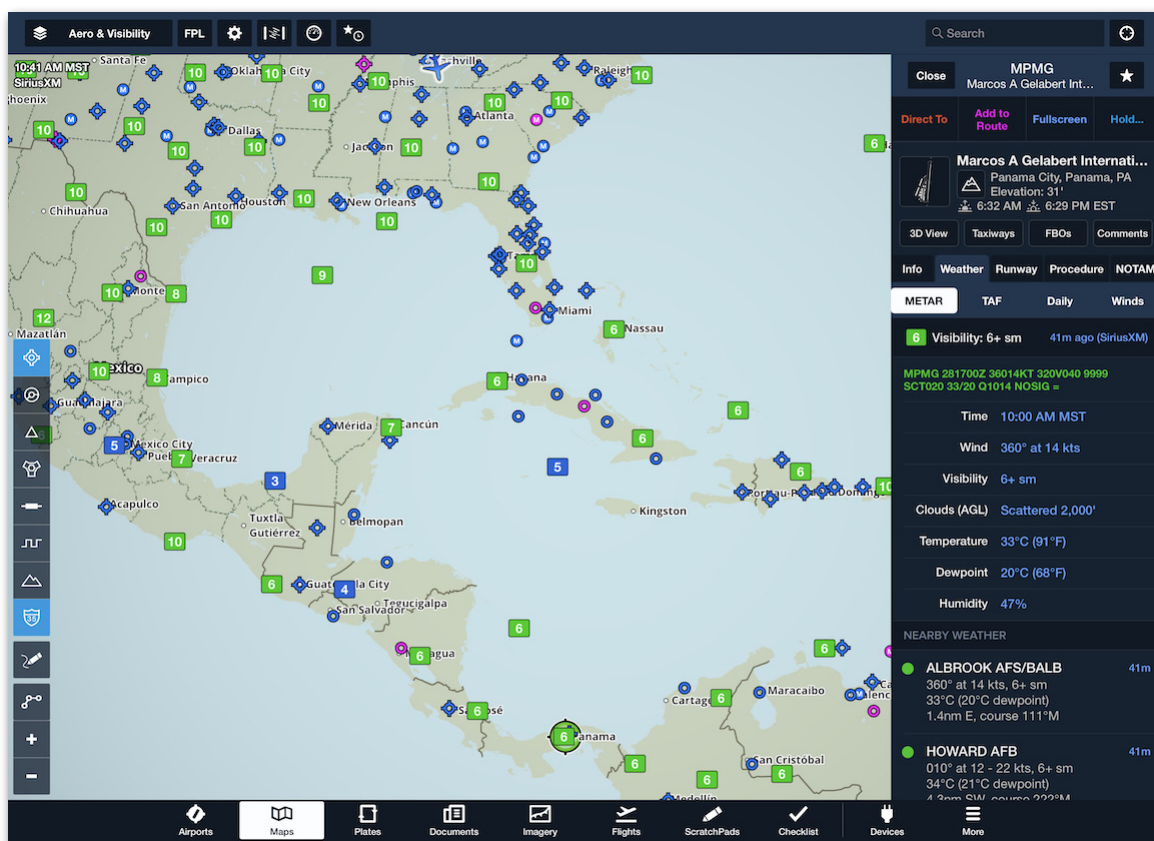 Aero & Visibility
FPL
Search
10:41 AM MST
SiriusXM
Close
MPMG
Marcos A Gelabert Int...
Direct To
Add to
Route
Fullscreen
Hold...
Marcos A Gelabert Internati...
Panama City, Panama, PA
Elevation: 31'
6:32 AM
6:29 PM EST
3D View
Taxiways
FBOs
Comments
Info
Weather
Runway
Procedure
NOTAM
METAR
TAF
Daily
Winds
6 Visibility: 6+ sm
41m ago (SiriusXM)
MPMG 281700Z 36014KT 320V040 9999
SCT020 33/20 Q1014 NOSIG =
Time 10:00 AM MST
Wind 360° at 14 kts
Visibility 6+ sm
Clouds (AGL) Scattered 2,000'
Temperature 33°C (91°F)
Dewpoint 20°C (68°F)
Humidity 47%
NEARBY WEATHER
ALBROOK AFS/BALB 41m
360° at 14 kts, 6+ sm
33°C (20°C dewpoint)
1.4nm E, course 111°M
HOWARD AFB 41m
010° at 12 - 22 kts, 6+ sm
34°C (21°C dewpoint)
4.3nm SW, course 222°M
Santa Fe
Oklahoma City
Raleigh
Atlanta
Dallas
San Antonio
Houston
New Orleans
Chihuahua
Miami
Nassau
Mazatlán
Mexico
Tampico
Guadalajara
Havana
Mérida
Cancún
Mexico City
Veracruz
Acapulco
Tuxtla
Gutiérrez
Belmopan
Kingston
Guatemala City
Tegucigalpa
San Salvador
Maracaibo
Panama
San Cristóbal
Medellín
Airports
Maps
Plates
Documents
Imagery
Flights
ScratchPads
Checklist
Devices
More